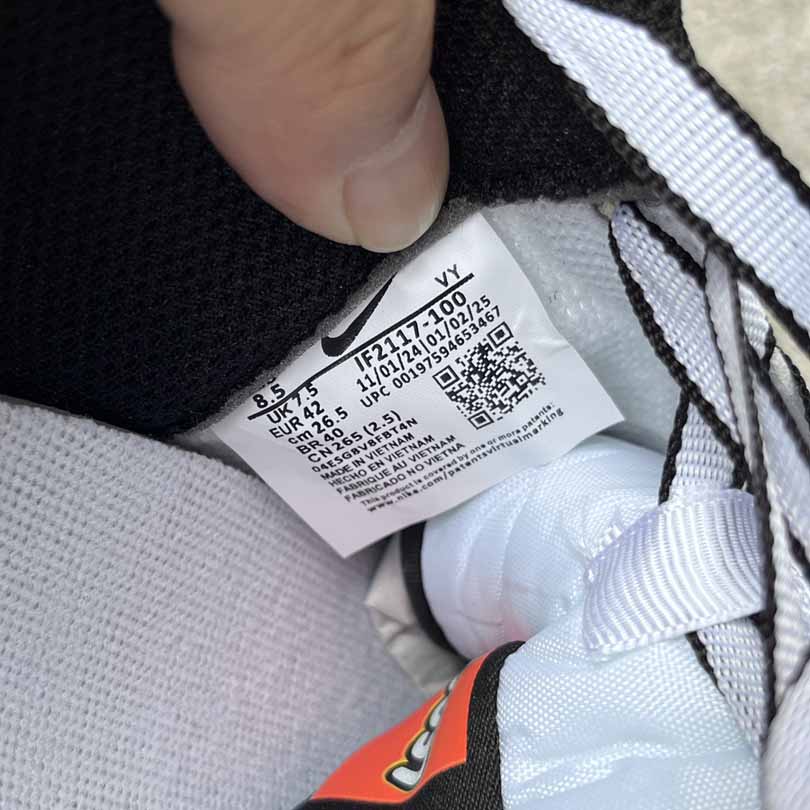 VY
8.5
IF2117-100
UK 7.5
11/01/24|01/02/25
EUR 42
UPC 00197594653467
cm 26.5
BR 40
CN 265 (2.5)
04ESGBV8FBT4N
MADE IN VIETNAM
HECHO EN VIETNAM
FABRIQUE AU VIETNAM
FABRICADO NO VIETNA
This product is covered by one or more patents:
www.nike.com/patentsvirtualmarking